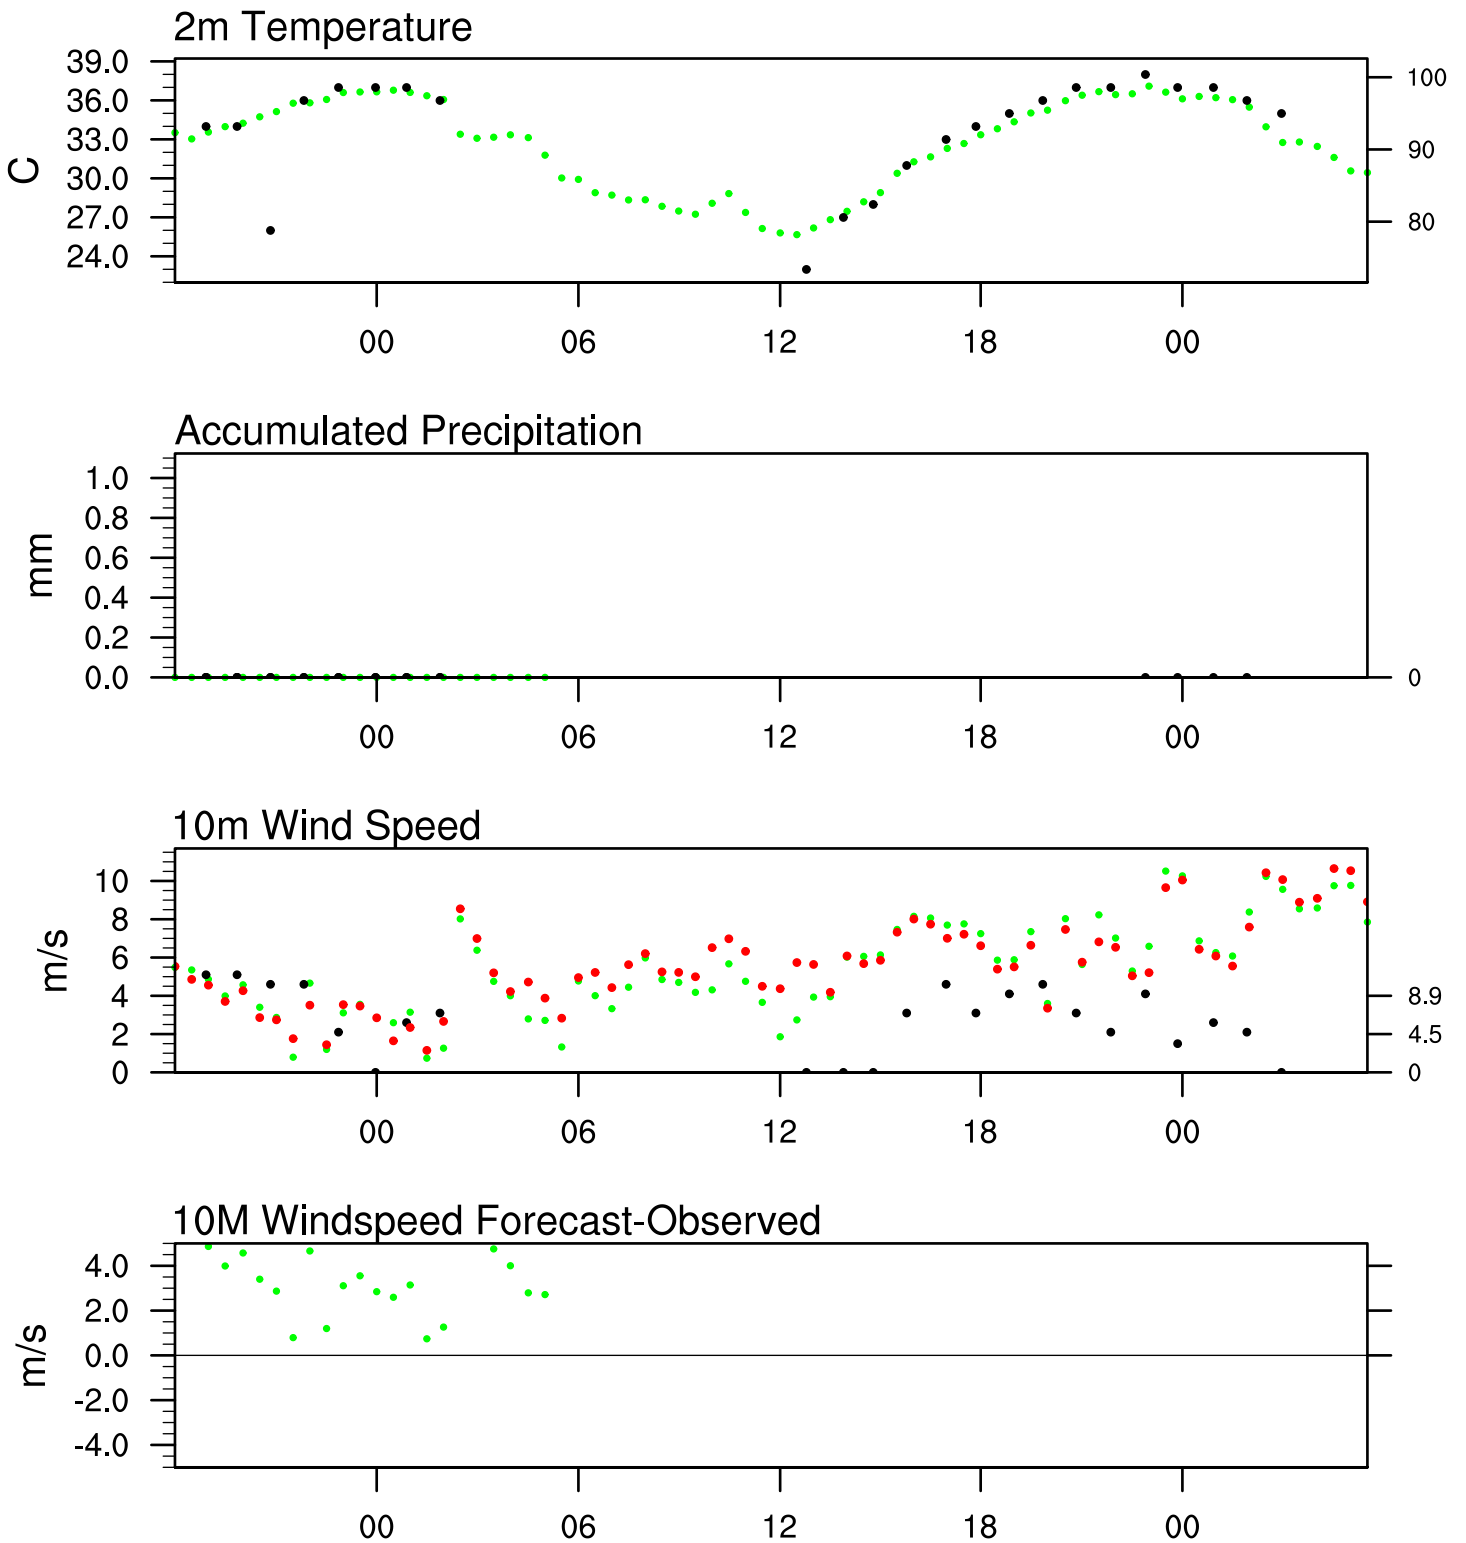 2m Temperature
39.0
36.0
33.0
30.0
27.0
24.0
C
100
90
80
00 06 12 18 00
Accumulated Precipitation
1.0
0.8
0.6
0.4
0.2
0.0
mm
0
00 06 12 18 00
10m Wind Speed
10
8
6
4
2
0
m/s
8.9
4.5
0
00 06 12 18 00
10M Windspeed Forecast-Observed
4.0
2.0
0.0
-2.0
-4.0
m/s
00 06 12 18 00